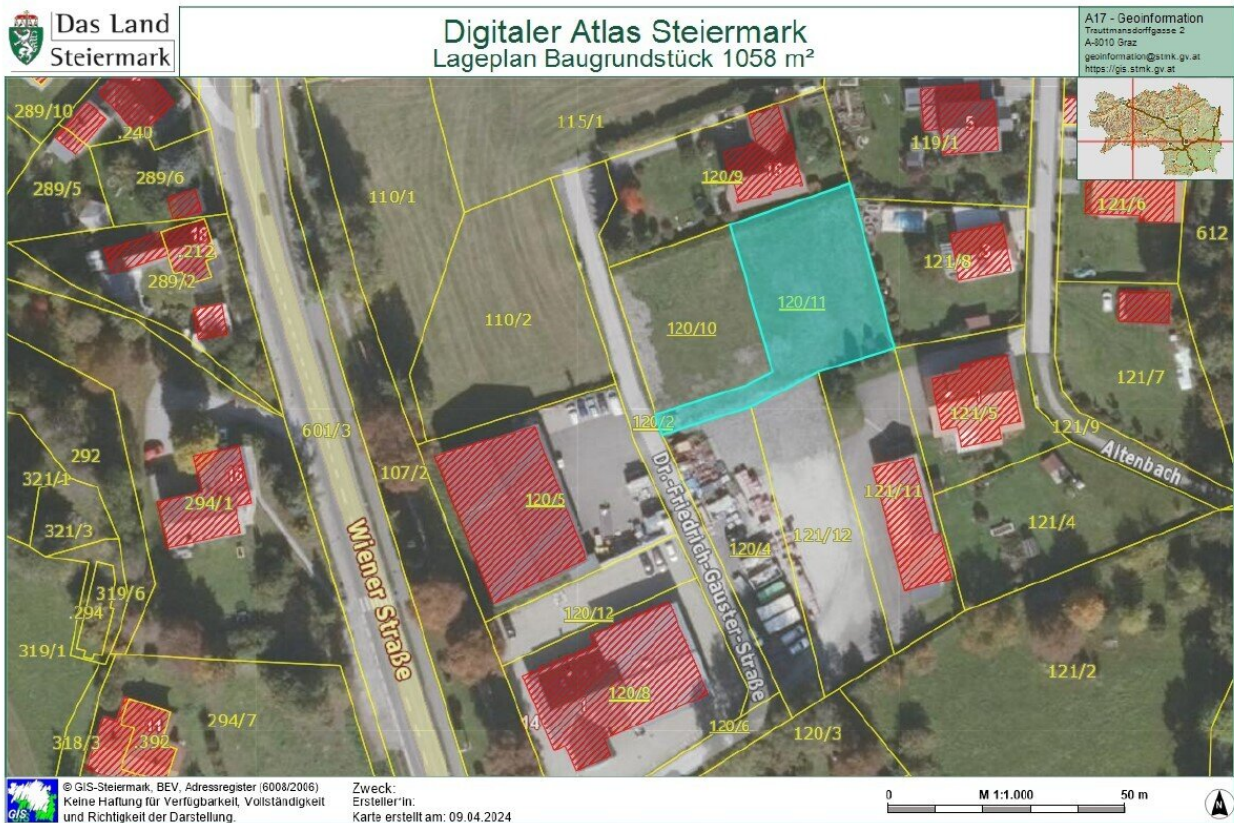 Das Land
Steiermark
Digitaler Atlas Steiermark
Lageplan Baugrundstück 1058 m²
A17 - Geoinformation
Trauttmansdorffgasse 2
A-8010 Graz
geoinformation@stmk.gv.at
https://gis.stmk.gv.at
289/10
.240
289/5
289/6
115/1
110/1
120/9
16
5
119/1
121/6
612
18
.212
289/2
121/8
3
110/2
120/10
120/11
121/7
601/3
120/2
121/5
121/9
Altenbach
292
321/1
321/3
294/1
107/2
120/5
Dr.-Friedrich-Gauster-Straße
121/11
121/4
120/4
121/12
Wiener Straße
319/6
.294
319/1
120/12
121/2
120/8
14
294/7
11
.392
318/3
120/6
120/3
GIS
© GIS-Steiermark, BEV, Adressregister (6008/2006)
Keine Haftung für Verfügbarkeit, Vollständigkeit
und Richtigkeit der Darstellung.
Zweck:
Ersteller*in:
Karte erstellt am: 09.04.2024
0 M 1:1.000 50 m
N